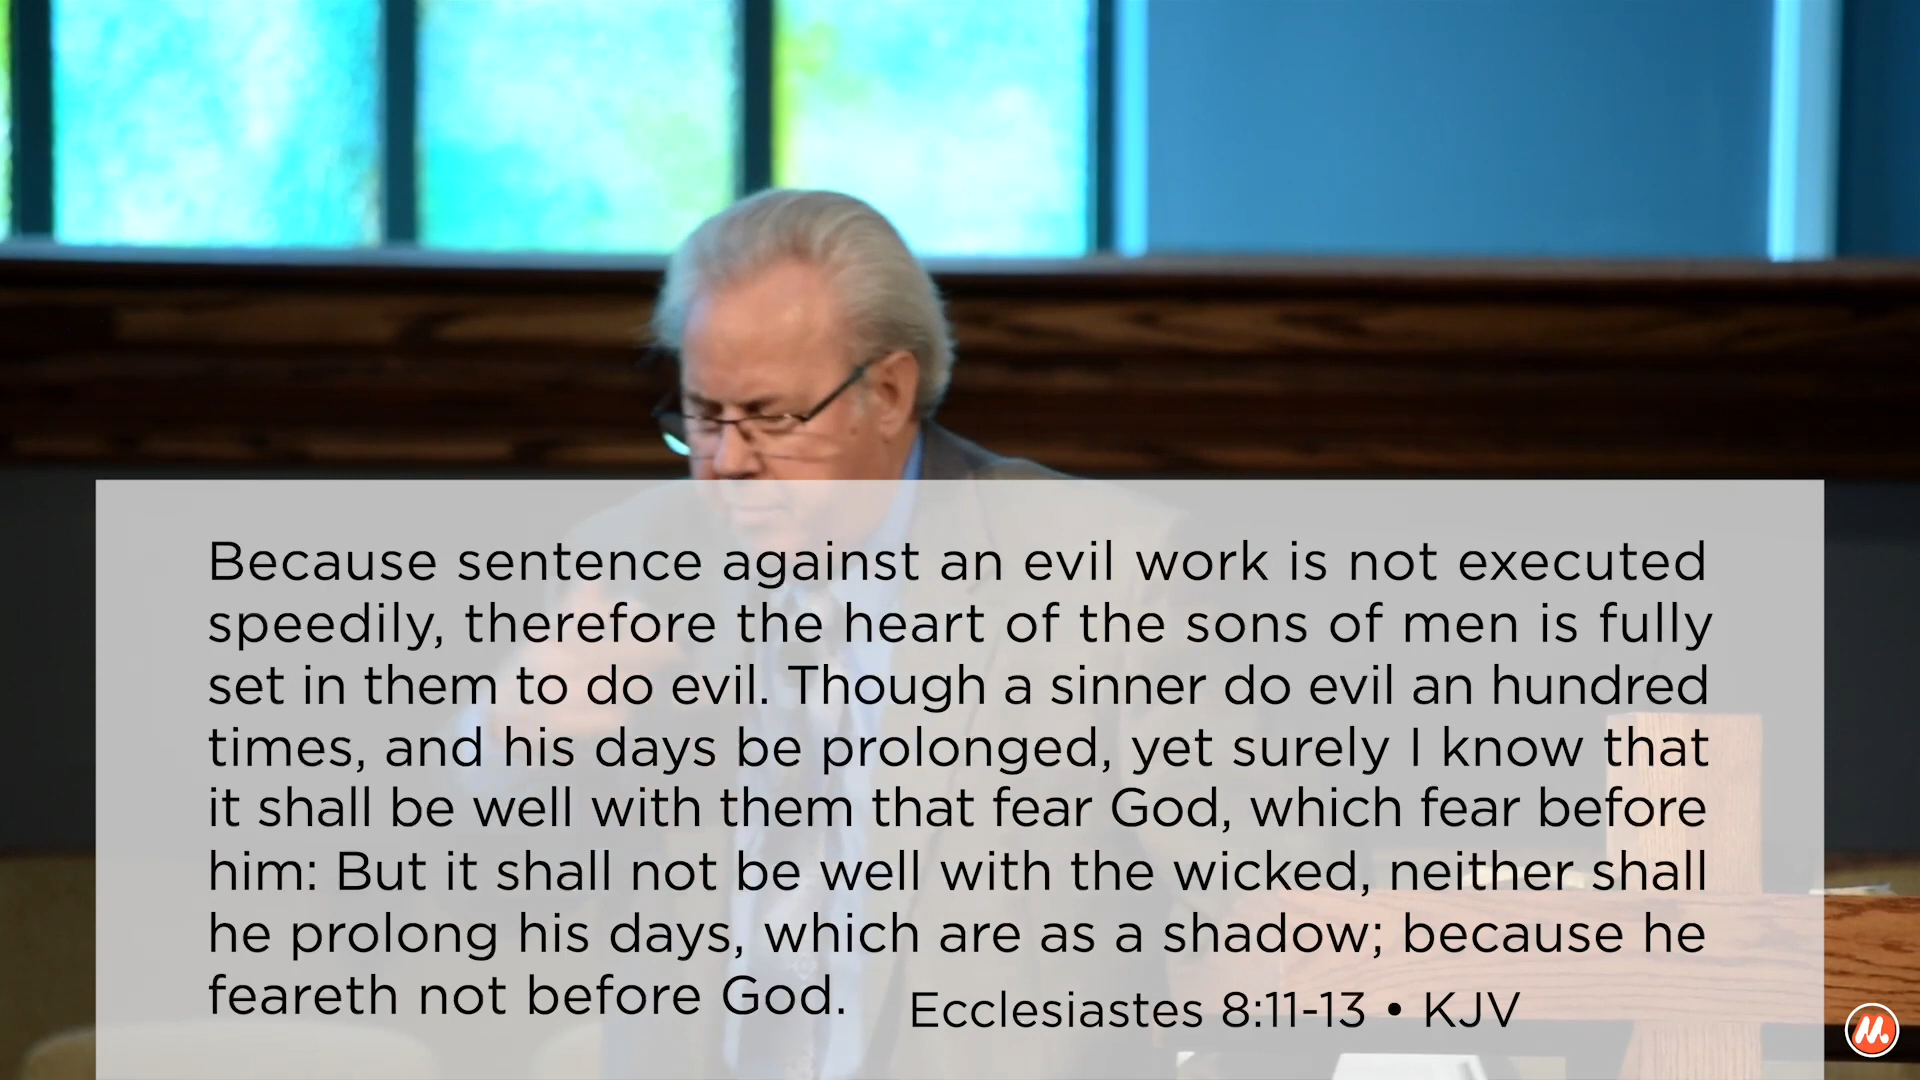 Because sentence against an evil work is not executed
speedily, therefore the heart of the sons of men is fully
set in them to do evil. Though a sinner do evil an hundred
times, and his days be prolonged, yet surely I know that
it shall be well with them that fear God, which fear before
him: But it shall not be well with the wicked, neither shall
he prolong his days, which are as a shadow; because he
feareth not before God.
Ecclesiastes 8:11-13 • KJV
M.